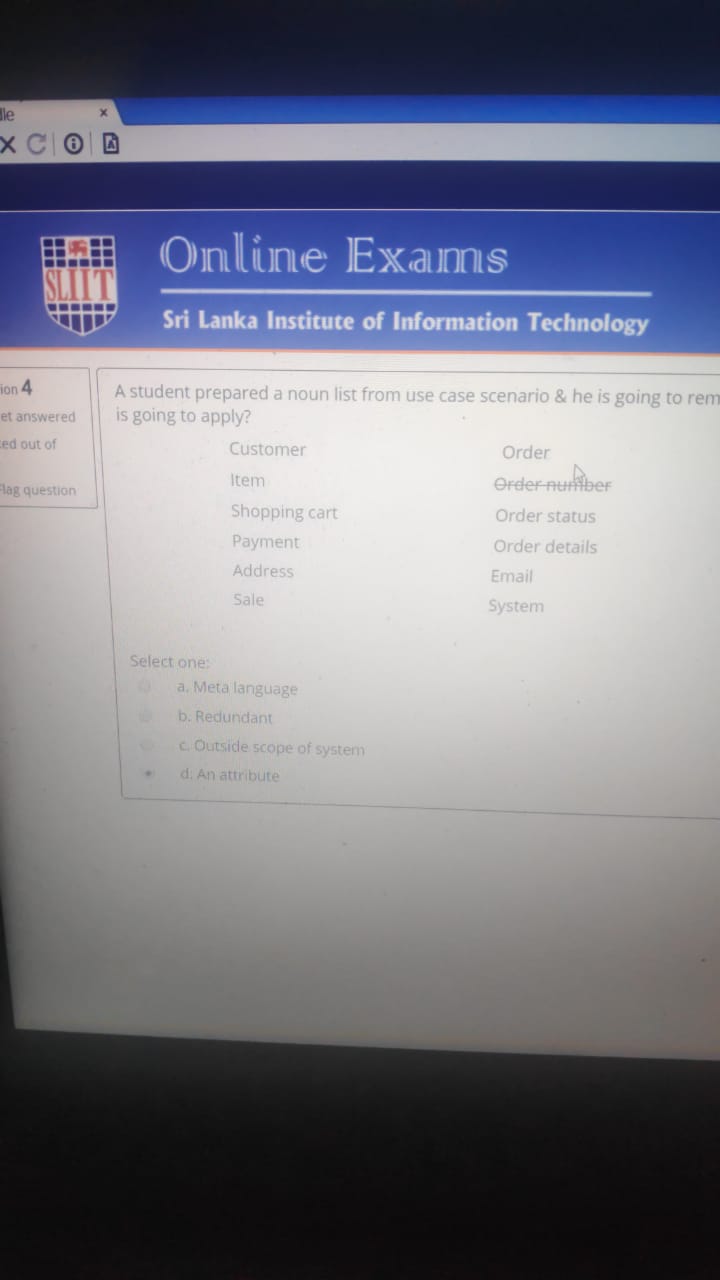 lle
SLIIT
Online Exams
Sri Lanka Institute of Information Technology
ion 4
et answered
ed out of
Flag question
A student prepared a noun list from use case scenario & he is going to rem
is going to apply?
Customer
Order
Item
Order number
Shopping cart
Order status
Payment
Order details
Address
Email
Sale
System
Select one:
a. Meta language
b. Redundant
c. Outside scope of system
d. An attribute